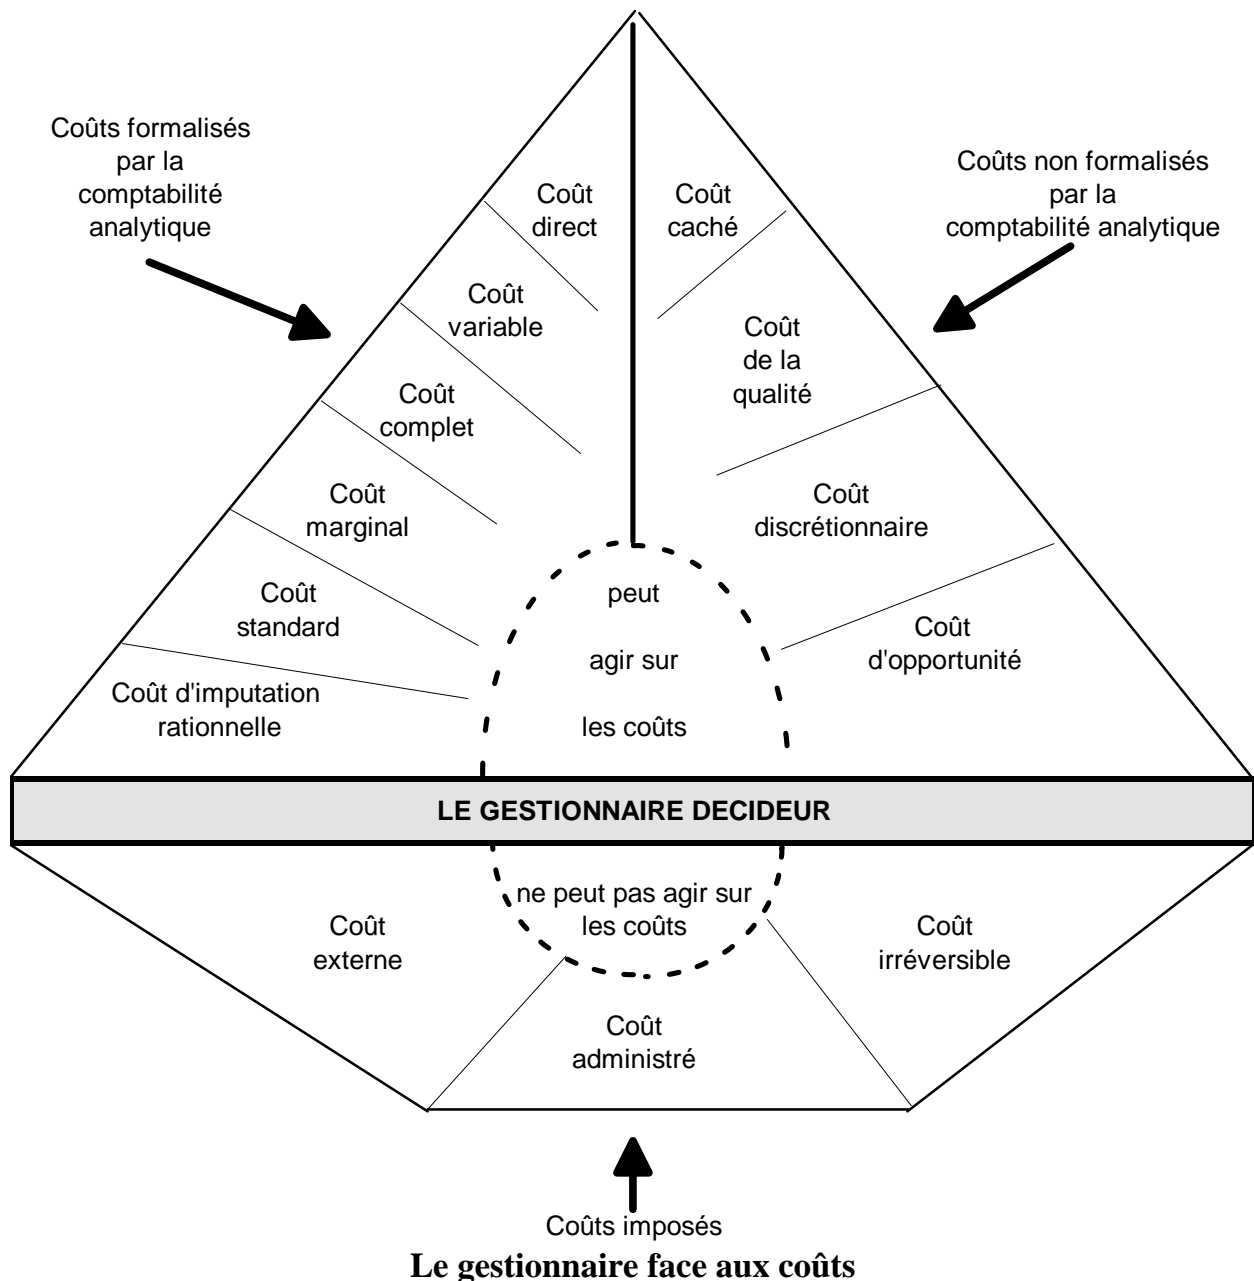 Coûts formalisés
par la
comptabilité
analytique
Coûts non formalisés
par la
comptabilité analytique
Coût
direct
Coût
caché
Coût
variable
Coût
de la
qualité
Coût
complet
Coût
marginal
Coût
discrétionnaire
Coût
standard
Coût
d'opportunité
Coût d'imputation
rationnelle
peut
agir sur
les coûts
LE GESTIONNAIRE DECIDEUR
ne peut pas agir sur
les coûts
Coût
externe
Coût
administré
Coût
irréversible
Coûts imposés
Le gestionnaire face aux coûts